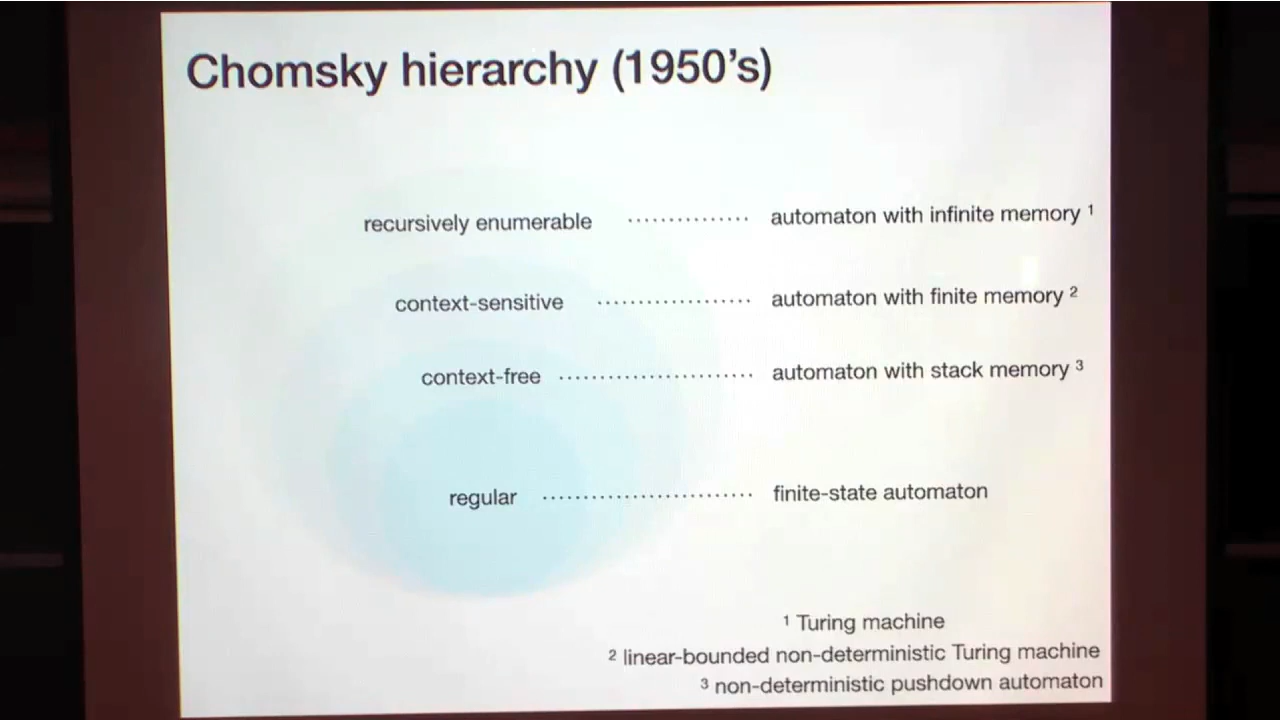 Chomsky hierarchy (1950's)
recursively enumerable ............... automaton with infinite memory ¹
context-sensitive ................... automaton with finite memory ²
context-free ........................ automaton with stack memory ³
regular .......................... finite-state automaton
¹ Turing machine
² linear-bounded non-deterministic Turing machine
³ non-deterministic pushdown automaton